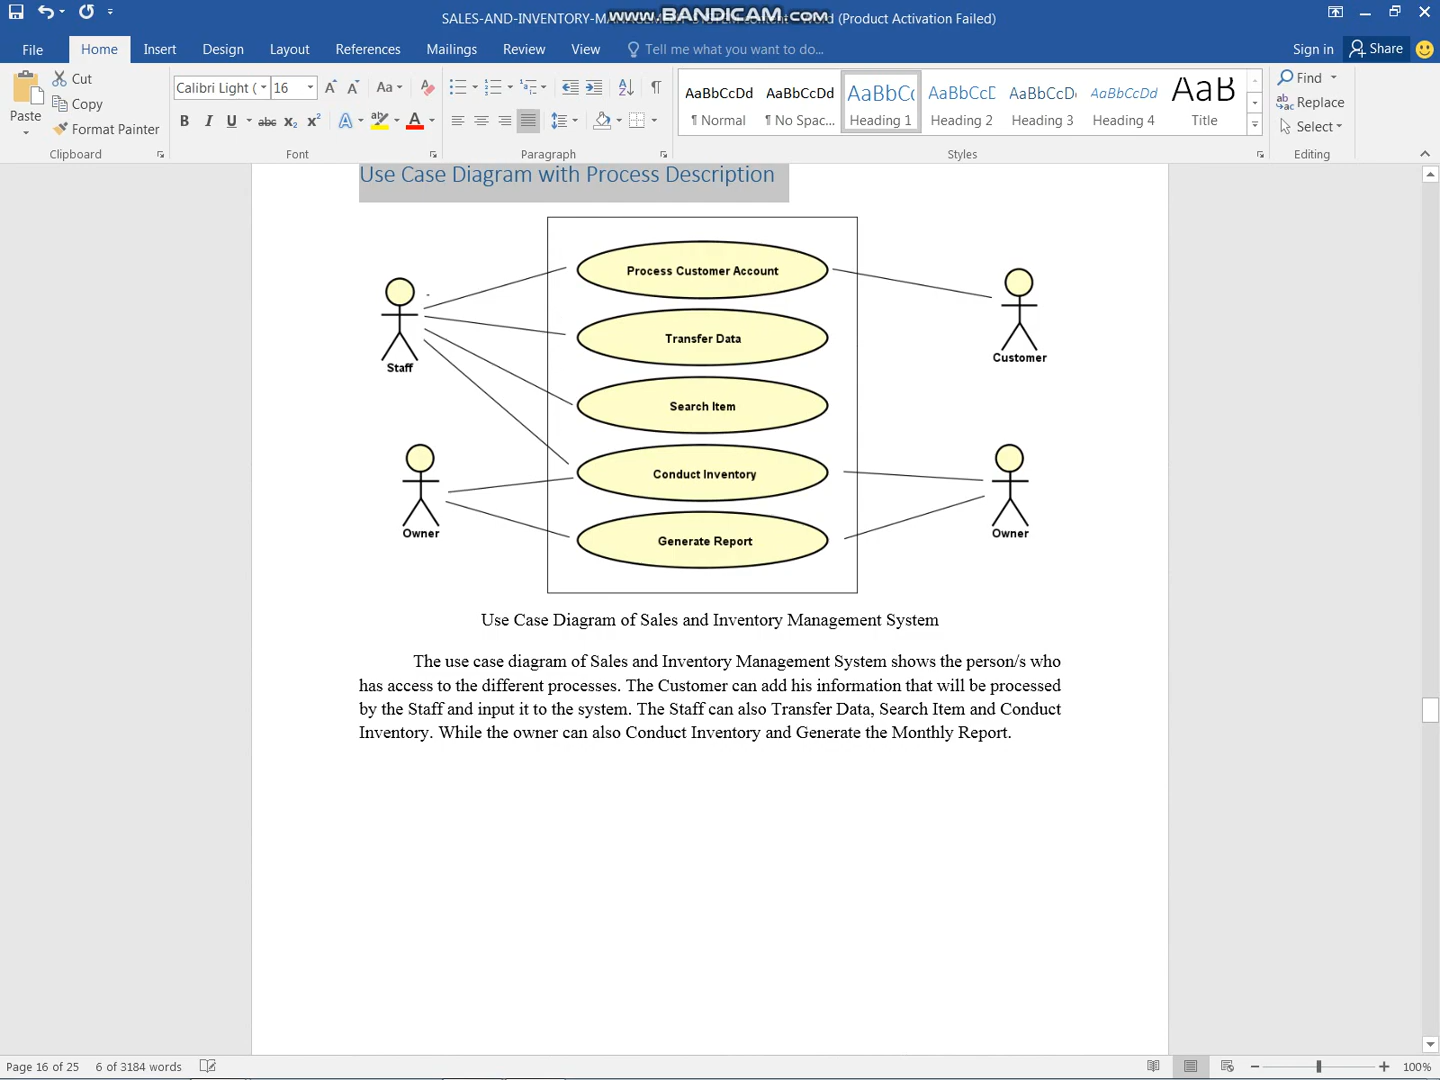 SALES-AND-INVENTORY-M
www.BANDICAM.com
rd (Product Activation Failed)
File
Home
Insert
Design
Layout
References
Mailings
Review
View
Tell me what you want to do...
Sign in
Share
Paste
Cut
Copy
Format Painter
Clipboard
Calibri Light (
16
Font
Paragraph
AaBbCcDd
¶ Normal
AaBbCcDd
¶ No Spac...
AaBbC
Heading 1
AaBbCcD
Heading 2
AaBbCcD
Heading 3
AaBbCcDd
Heading 4
AaB
Title
Styles
Find
Replace
Select
Editing
Use Case Diagram with Process Description
Process Customer Account
Transfer Data
Search Item
Conduct Inventory
Generate Report
Staff
Customer
Owner
Owner
Use Case Diagram of Sales and Inventory Management System
The use case diagram of Sales and Inventory Management System shows the person/s who
has access to the different processes. The Customer can add his information that will be processed
by the Staff and input it to the system. The Staff can also Transfer Data, Search Item and Conduct
Inventory. While the owner can also Conduct Inventory and Generate the Monthly Report.
Page 16 of 25
6 of 3184 words
100%